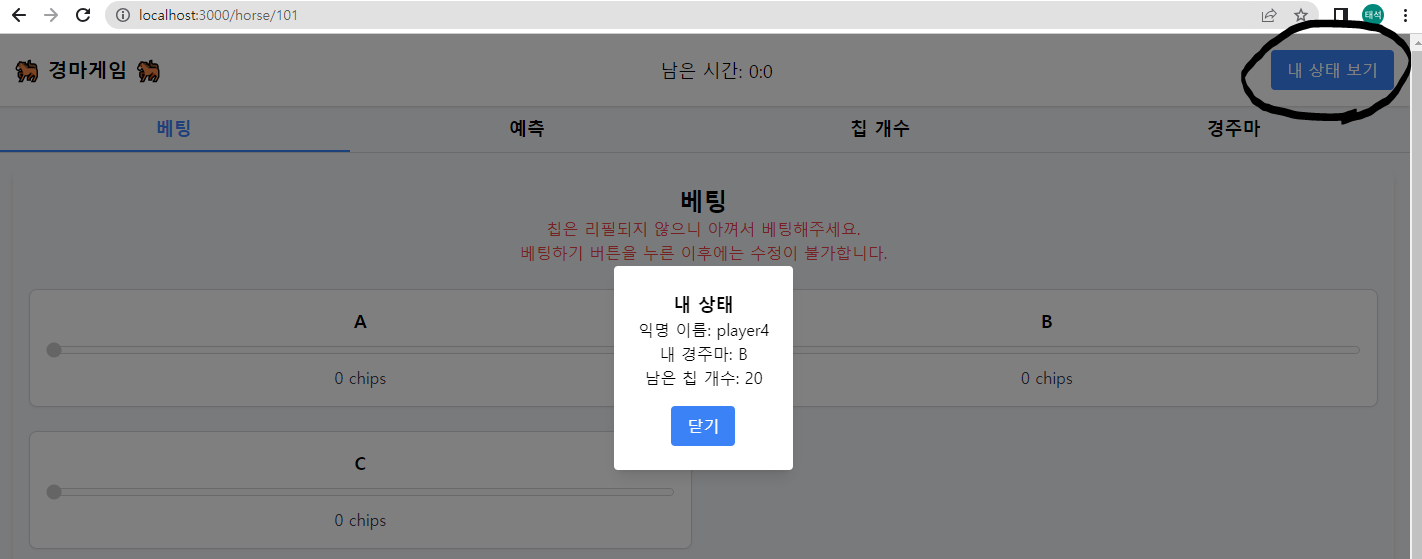 localhost:3000/horse/101
태석
경마게임
남은 시간: 0:0
내 상태 보기
베팅
예측
칩 개수
경주마
베팅
칩은 리필되지 않으니 아껴서 베팅해주세요.
베팅하기 버튼을 누른 이후에는 수정이 불가합니다.
A
0 chips
B
0 chips
C
0 chips
내 상태
익명 이름: player4
내 경주마: B
남은 칩 개수: 20
닫기